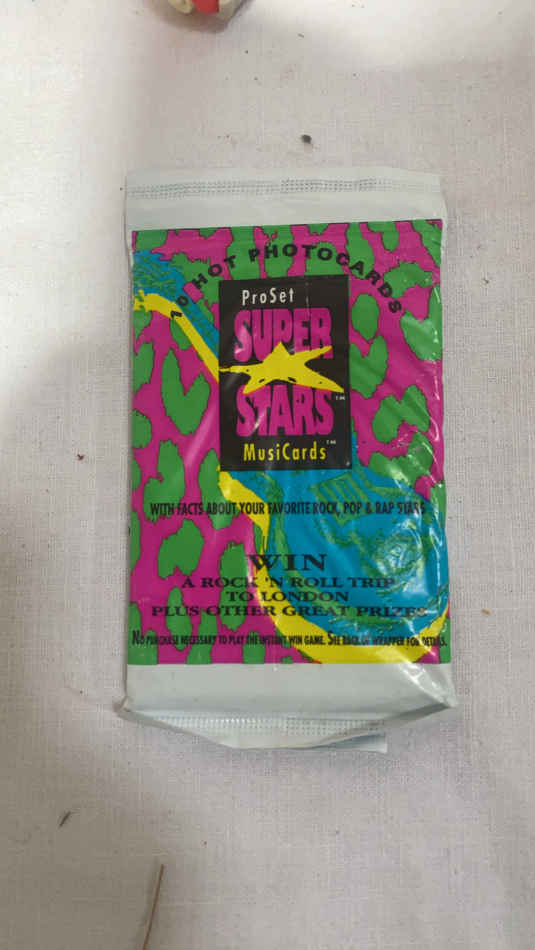 10 HOT PHOTOCARDS
ProSet
SUPER
STARS™
MusiCards™
WITH FACTS ABOUT YOUR FAVORITE ROCK, POP & RAP STARS
WIN
A ROCK 'N ROLL TRIP
TO LONDON
PLUS OTHER GREAT PRIZES
NO PURCHASE NECESSARY TO PLAY THE INSTANT WIN GAME. SEE BACK OF WRAPPER FOR DETAILS.